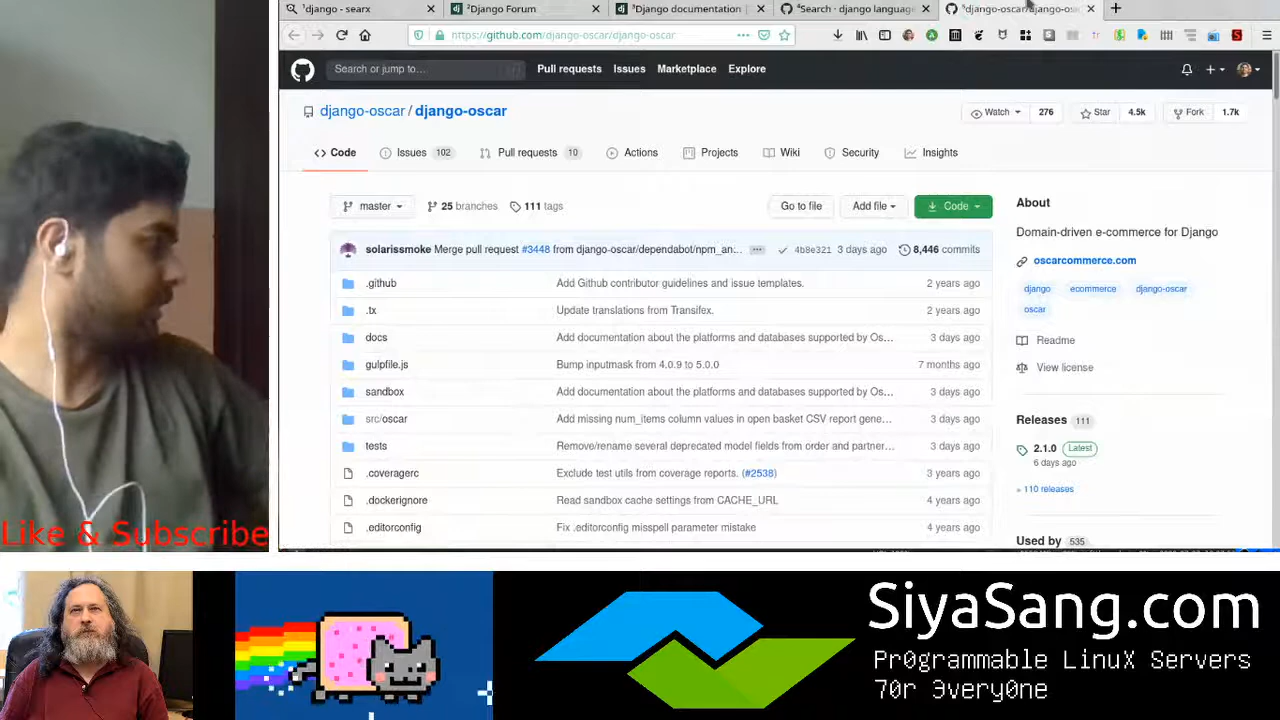 ¹django - searx
²Django Forum
³Django documentation |
⁴Search · django language
⁵django-oscar/django-osc
https://github.com/django-oscar/django-oscar
Search or jump to...
Pull requests Issues Marketplace Explore
django-oscar / django-oscar
Watch 276 Star 4.5k Fork 1.7k
Code Issues 102 Pull requests 10 Actions Projects Wiki Security Insights
master 25 branches 111 tags Go to file Add file Code
solarissmoke Merge pull request #3448 from django-oscar/dependabot/npm_an... 4b8e321 3 days ago 8,446 commits
.github Add Github contributor guidelines and issue templates. 2 years ago
.tx Update translations from Transifex. 2 years ago
docs Add documentation about the platforms and databases supported by Os... 3 days ago
gulpfile.js Bump inputmask from 4.0.9 to 5.0.0 7 months ago
sandbox Add documentation about the platforms and databases supported by Os... 3 days ago
src/oscar Add missing num_items column values in open basket CSV report gene... 3 days ago
tests Remove/rename several deprecated model fields from order and partner... 3 days ago
.coveragerc Exclude test utils from coverage reports. (#2538) 3 years ago
.dockerignore Read sandbox cache settings from CACHE_URL 4 years ago
.editorconfig Fix .editorconfig misspell parameter mistake 4 years ago
About
Domain-driven e-commerce for Django
oscarcommerce.com
django ecommerce django-oscar
oscar
Readme
View license
Releases 111
2.1.0 Latest
6 days ago
+ 110 releases
Used by 535
Like & Subscribe
SiyaSang.com
Pr0grammable LinuX Servers
70r 3very0ne